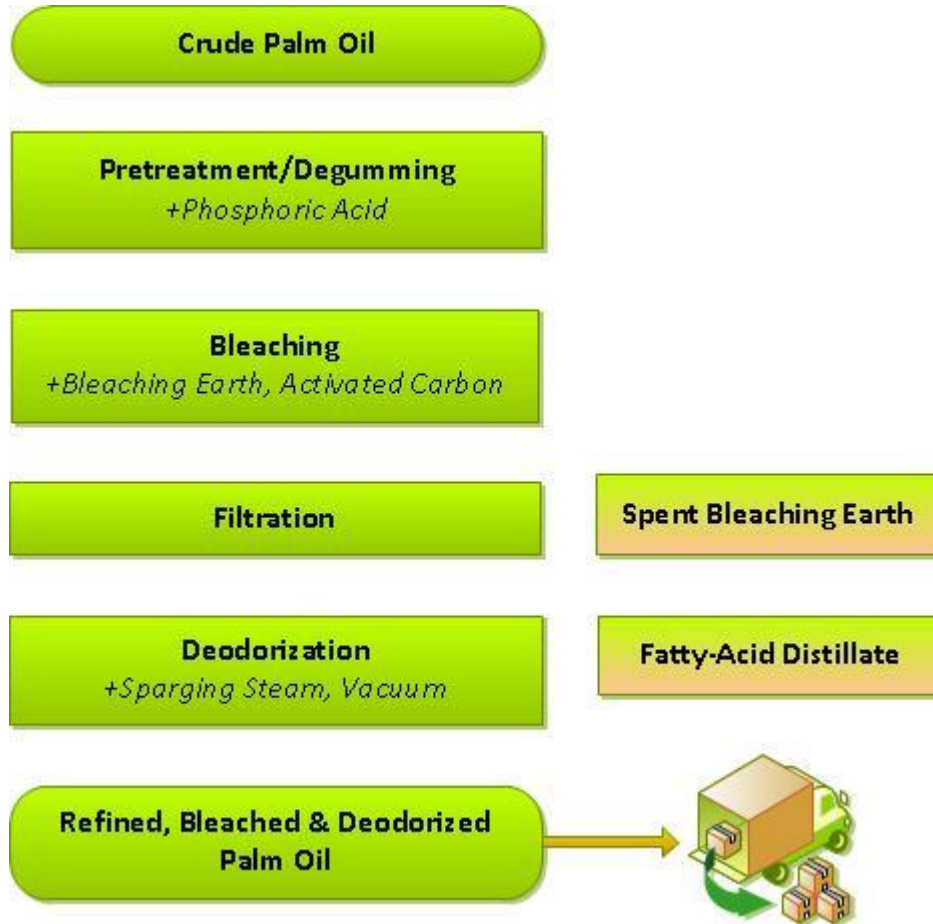 Crude Palm Oil
Pretreatment/Degumming
+Phosphoric Acid
Bleaching
+Bleaching Earth, Activated Carbon
Filtration
Spent Bleaching Earth
Deodorization
+Sparging Steam, Vacuum
Fatty-Acid Distillate
Refined, Bleached & Deodorized
Palm Oil